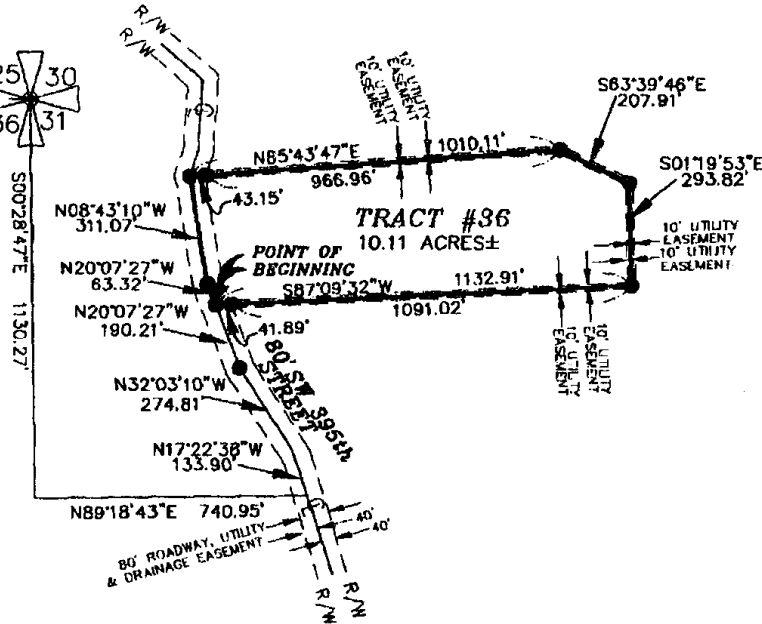 R/W
R/W
25 30
36 31
10' UTILITY
EASEMENT
10' UTILITY
EASEMENT
S63°39'46"E
207.91'
N85°43'47"E 1010.11'
966.96'
S01°19'53"E
293.82'
S00°28'47"E 1130.27'
43.15'
N08°43'10"W
311.07'
TRACT #36
10.11 ACRES±
10' UTILITY
EASEMENT
10' UTILITY
EASEMENT
POINT OF
BEGINNING
N20°07'27"W
63.32'
S87°09'32"W 1132.91'
1091.02'
N20°07'27"W
190.21'
41.89'
10' UTILITY
EASEMENT
10' UTILITY
EASEMENT
80' SW 395th
STREET
N32°03'10"W
274.81'
N17°22'36"W
133.90'
N89°18'43"E 740.95'
40'
40'
80' ROADWAY, UTILITY
& DRAINAGE EASEMENT
R/W
R/W